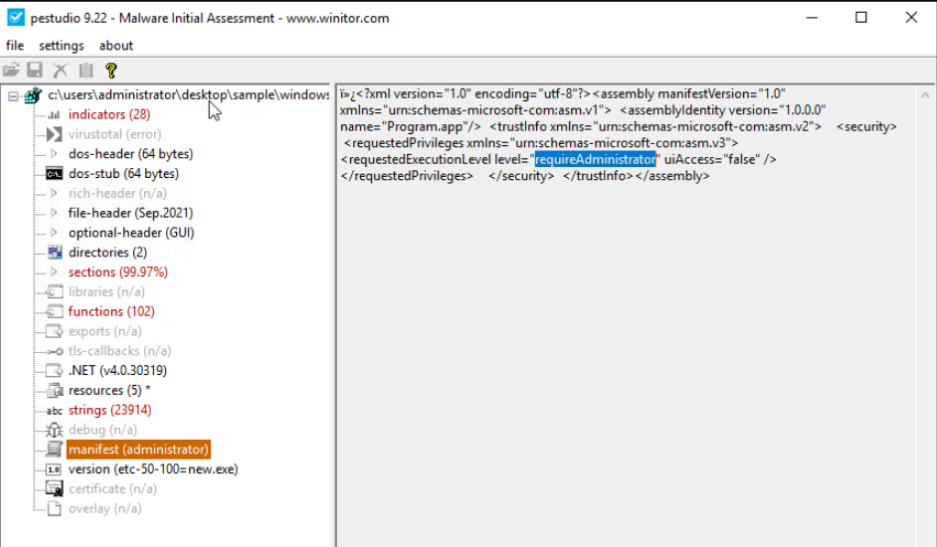 pestudio 9.22 - Malware Initial Assessment - www.winitor.com
file settings about
c:\users\administrator\desktop\sample\windows
indicators (28)
virustotal (error)
dos-header (64 bytes)
dos-stub (64 bytes)
rich-header (n/a)
file-header (Sep.2021)
optional-header (GUI)
directories (2)
sections (99.97%)
libraries (n/a)
functions (102)
exports (n/a)
tls-callbacks (n/a)
.NET (v4.0.30319)
resources (5) *
abc strings (23914)
debug (n/a)
manifest (administrator)
1.0 version (etc-50-100=new.exe)
certificate (n/a)
overlay (n/a)
ï»¿<?xml version="1.0" encoding="utf-8"?><assembly manifestVersion="1.0"
xmlns="urn:schemas-microsoft-com:asm.v1"> <assemblyIdentity version="1.0.0.0"
name="Program.app"/> <trustInfo xmlns="urn:schemas-microsoft-com:asm.v2"> <security>
<requestedPrivileges xmlns="urn:schemas-microsoft-com:asm.v3">
<requestedExecutionLevel level="requireAdministrator" uiAccess="false" />
</requestedPrivileges> </security> </trustInfo></assembly>